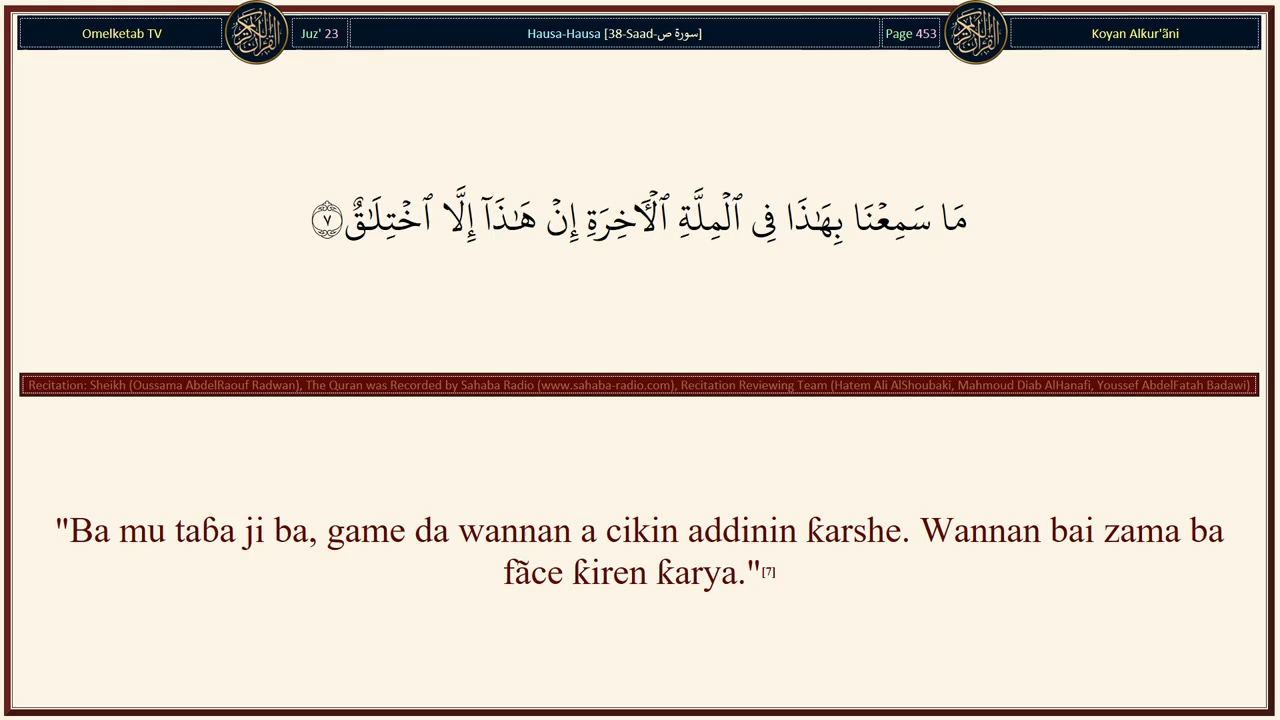 Omelketab TV
Juz' 23
Hausa-Hausa [38-Saad-سورة ص]
Page 453
Koyan Alƙur'ãni
مَا سَمِعۡنَا بِهَٰذَا فِى ٱلۡمِلَّةِ ٱلۡأٓخِرَةِ إِنۡ هَٰذَآ إِلَّا ٱخۡتِلَٰقٌ ٧
Recitation: Sheikh (Oussama AbdelRaouf Radwan), The Quran was Recorded by Sahaba Radio (www.sahaba-radio.com), Recitation Reviewing Team (Hatem Ali AlShoubaki, Mahmoud Diab AlHanafi, Youssef AbdelFatah Badawi)
"Ba mu taɓa ji ba, game da wannan a cikin addinin ƙarshe. Wannan bai zama ba
fãce ƙiren ƙarya."[7]